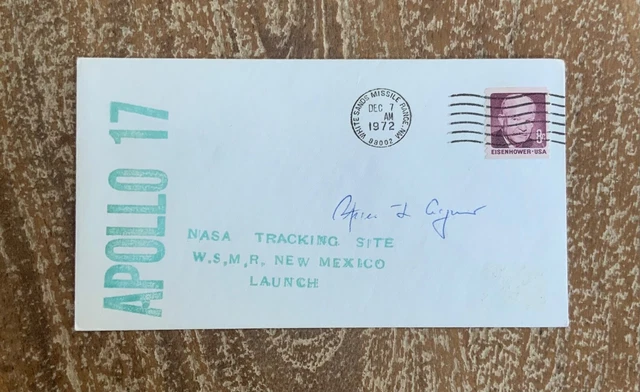 APOLLO 17
WHITE SANDS MISSILE RANGE, NM
DEC 7
AM
1972
88002
8c
EISENHOWER·USA
NASA TRACKING SITE
W.S.M.R. NEW MEXICO
LAUNCH